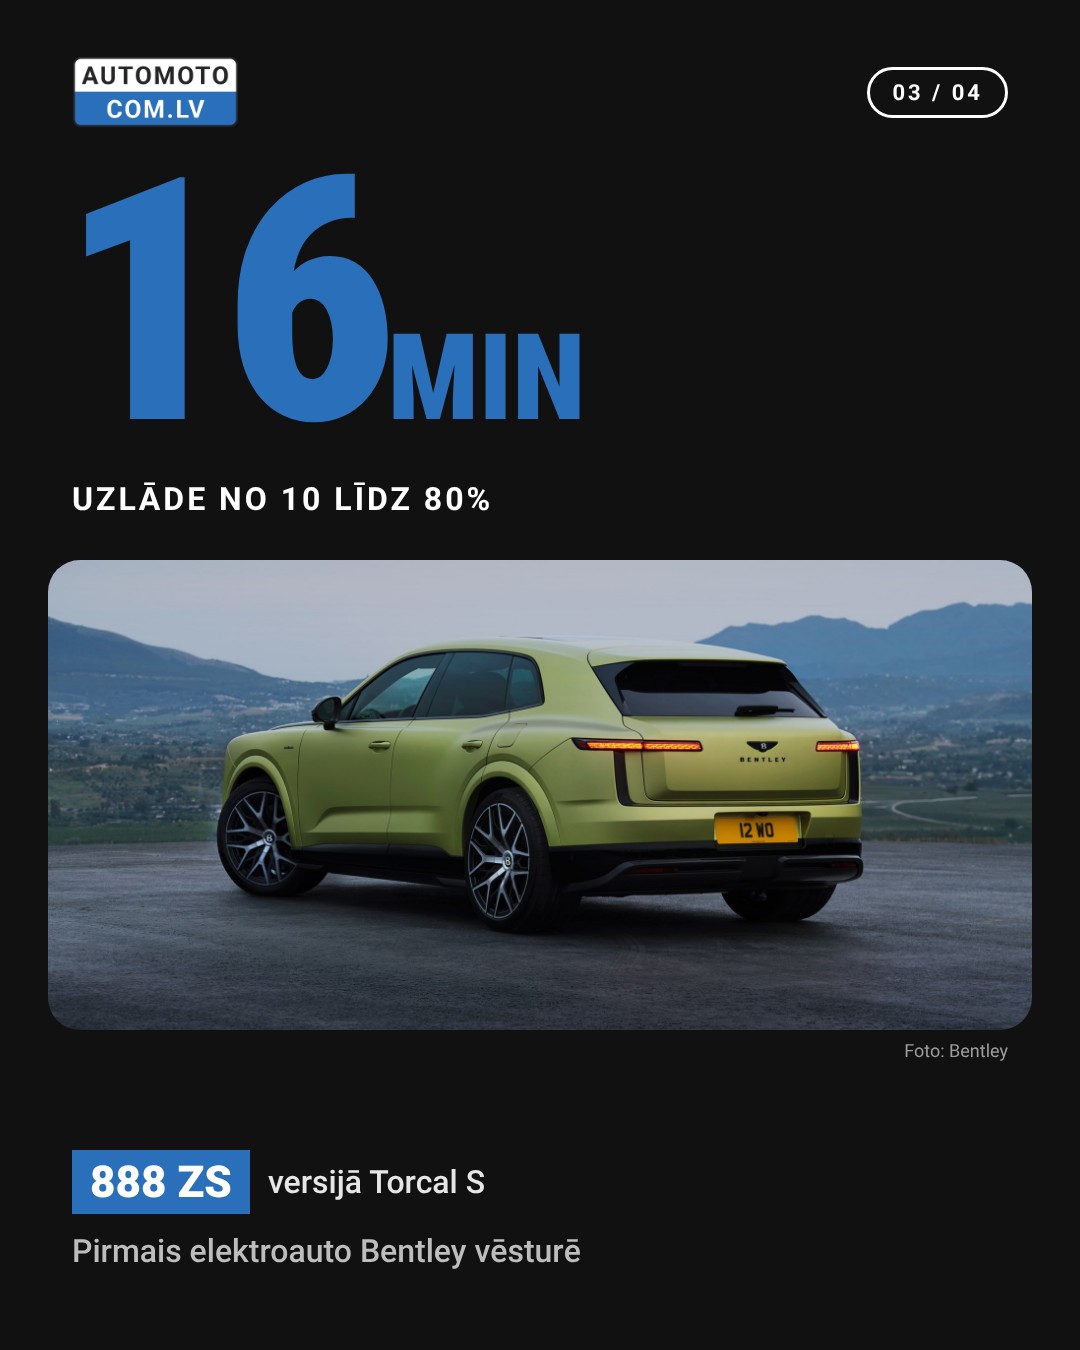 AUTOMOTO
COM.LV
03 / 04
16MIN
UZLĀDE NO 10 LĪDZ 80%
B
BENTLEY
12 WO
Foto: Bentley
888 ZS versijā Torcal S
Pirmais elektroauto Bentley vēsturē